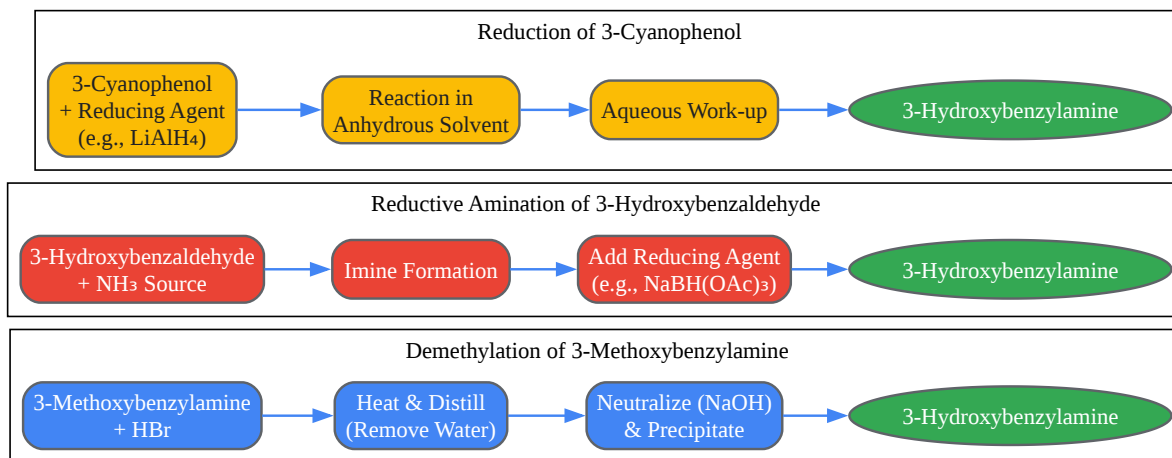 Reduction of 3-Cyanophenol
3-Cyanophenol
+ Reducing Agent
(e.g., LiAlH₄)
Reaction in
Anhydrous Solvent
Aqueous Work-up
3-Hydroxybenzylamine
Reductive Amination of 3-Hydroxybenzaldehyde
3-Hydroxybenzaldehyde
+ NH₃ Source
Imine Formation
Add Reducing Agent
(e.g., NaBH(OAc)₃)
3-Hydroxybenzylamine
Demethylation of 3-Methoxybenzylamine
3-Methoxybenzylamine
+ HBr
Heat & Distill
(Remove Water)
Neutralize (NaOH)
& Precipitate
3-Hydroxybenzylamine